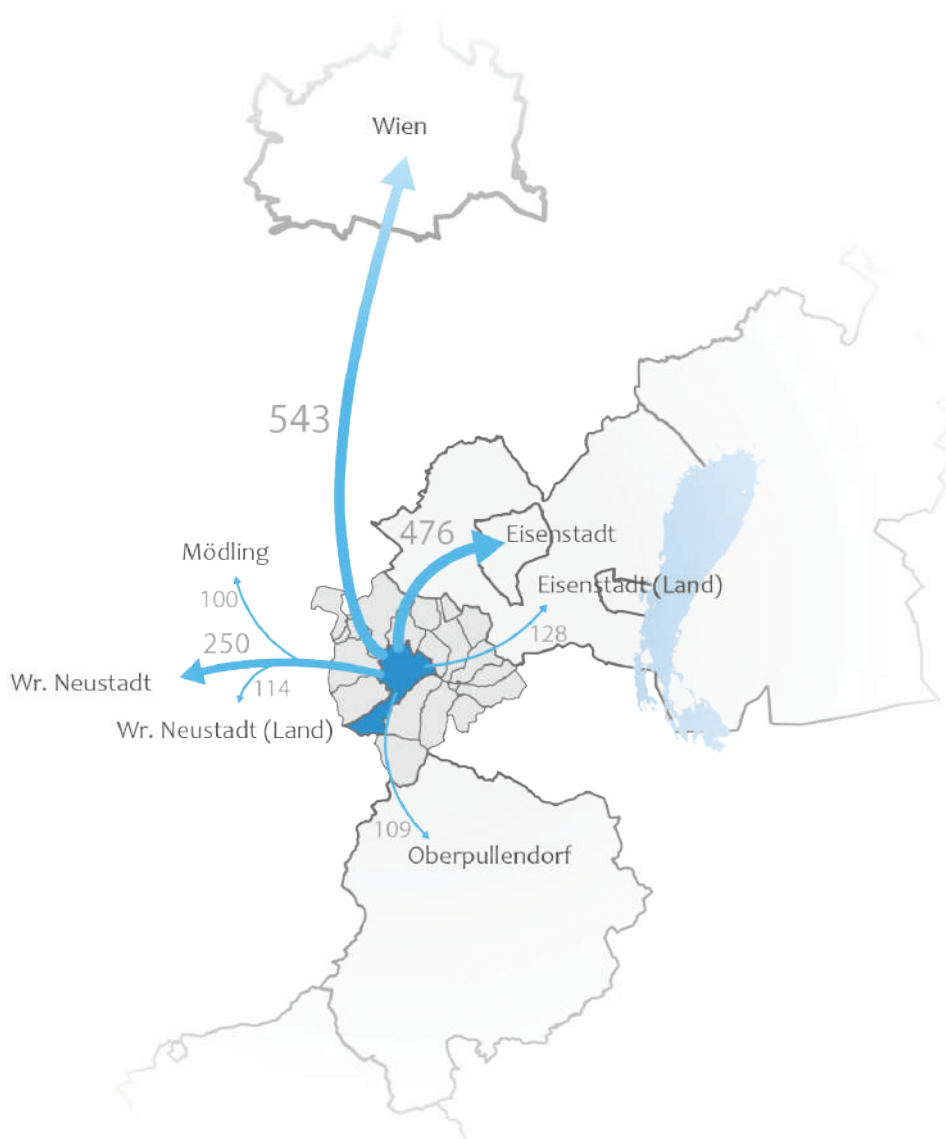 Wien
543
476
Eisenstadt
Mödling
Eisenstadt (Land)
100
128
250
Wr. Neustadt
114
Wr. Neustadt (Land)
109
Oberpullendorf